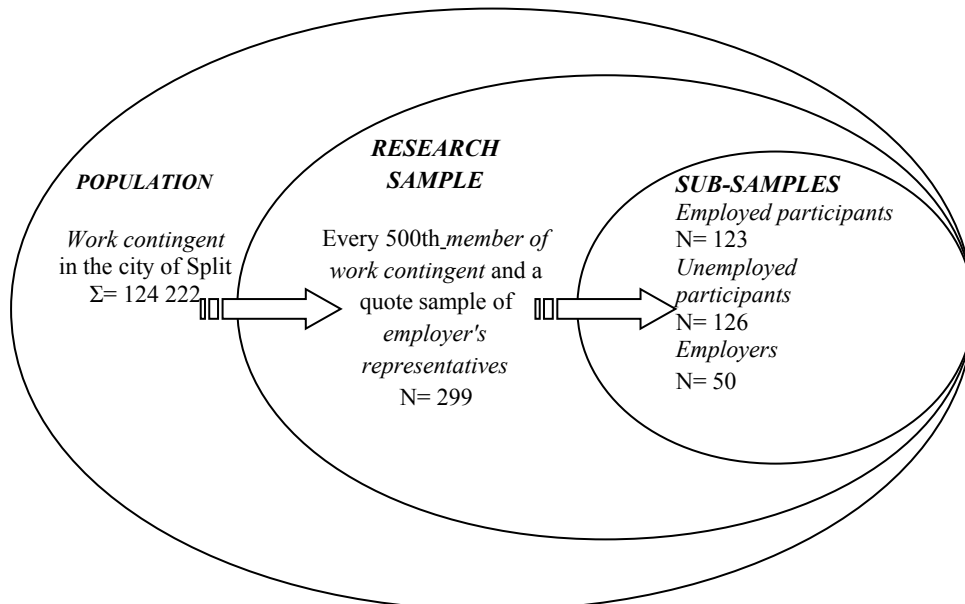 POPULATION
Work contingent
in the city of Split
Σ= 124 222
RESEARCH
SAMPLE
Every 500th member of
work contingent and a
quote sample of
employer's
representatives
N= 299
SUB-SAMPLES
Employed participants
N= 123
Unemployed
participants
N= 126
Employers
N= 50